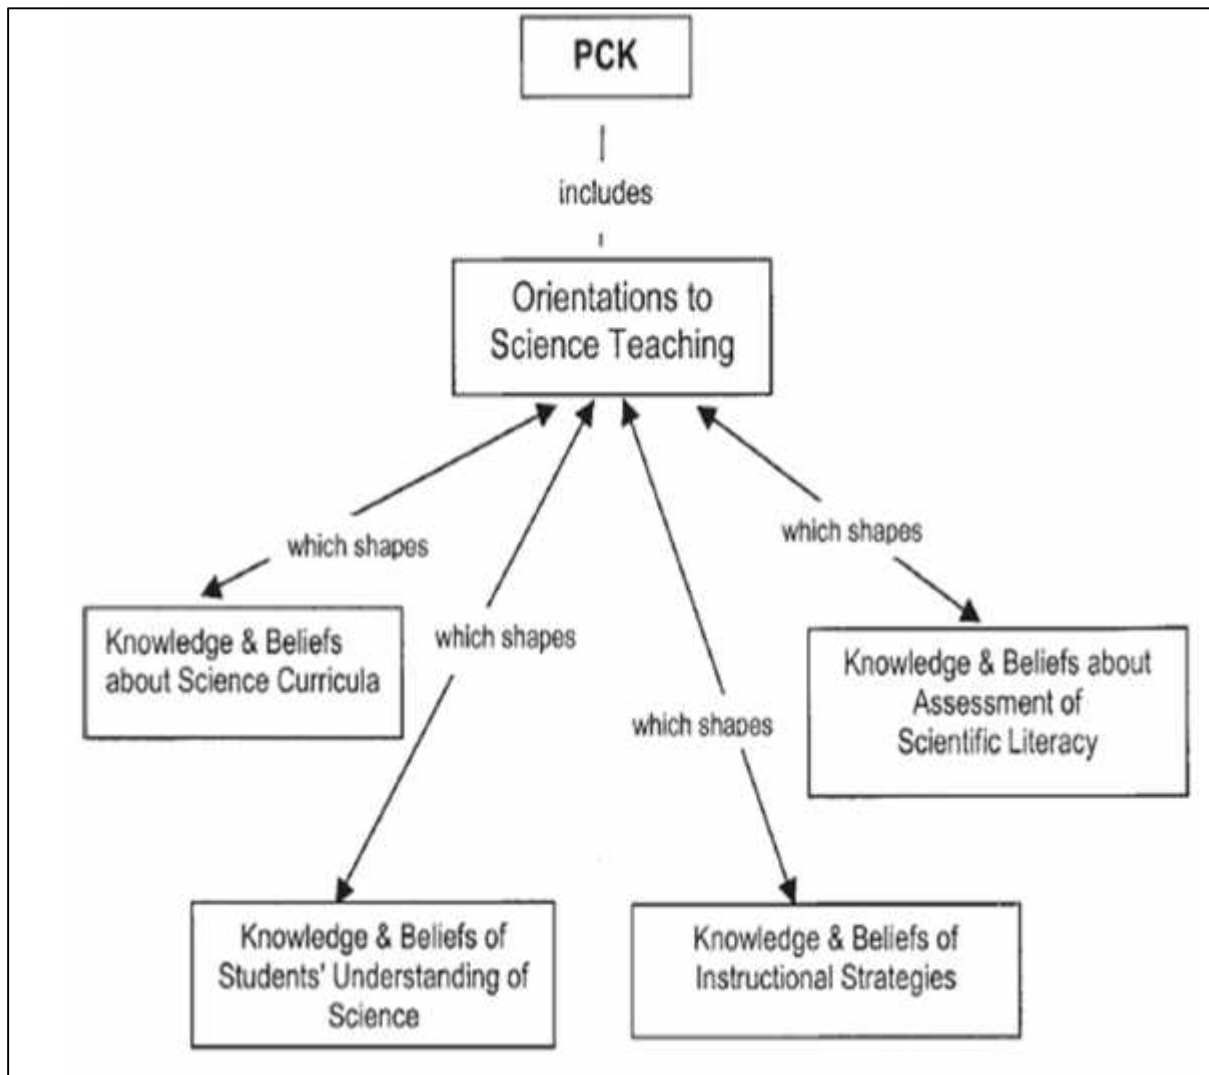 PCK
includes
Orientations to
Science Teaching
which shapes
which shapes
which shapes
which shapes
Knowledge & Beliefs
about Science Curricula
Knowledge & Beliefs about
Assessment of
Scientific Literacy
Knowledge & Beliefs of
Students' Understanding of
Science
Knowledge & Beliefs of
Instructional Strategies